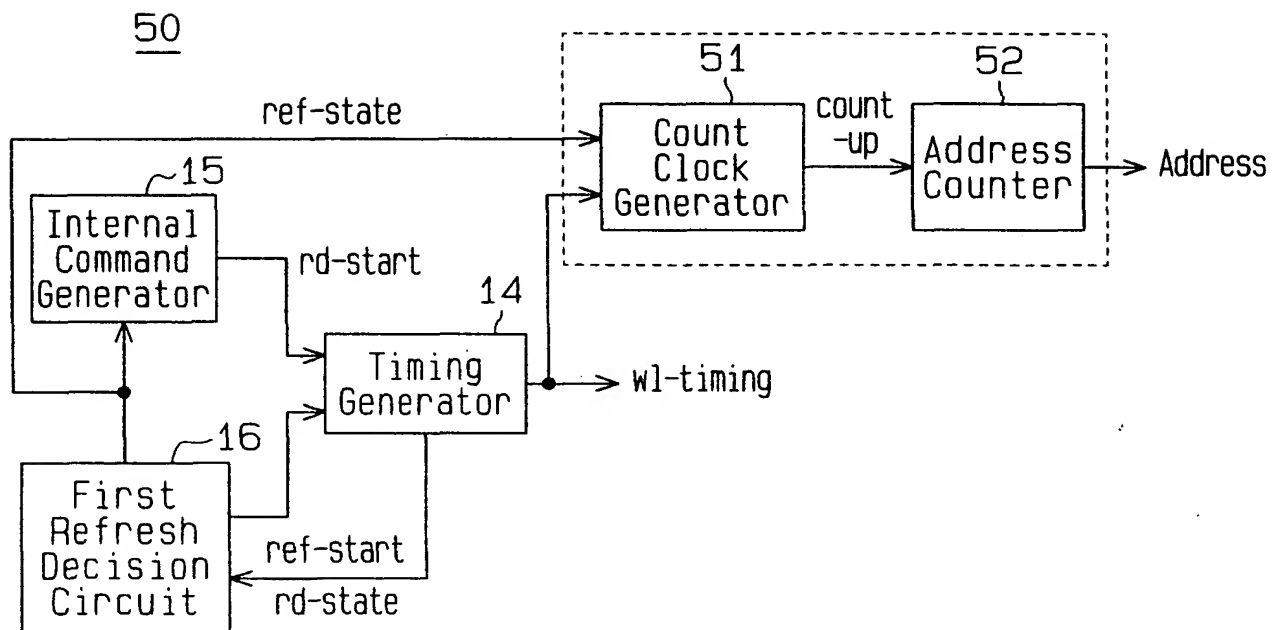 50
51
52
ref-state
count
-up
Count
Clock
Generator
Address
Counter
Address
15
Internal
Command
Generator
rd-start
14
Timing
Generator
wl-timing
16
First
Refresh
Decision
Circuit
ref-start
rd-state